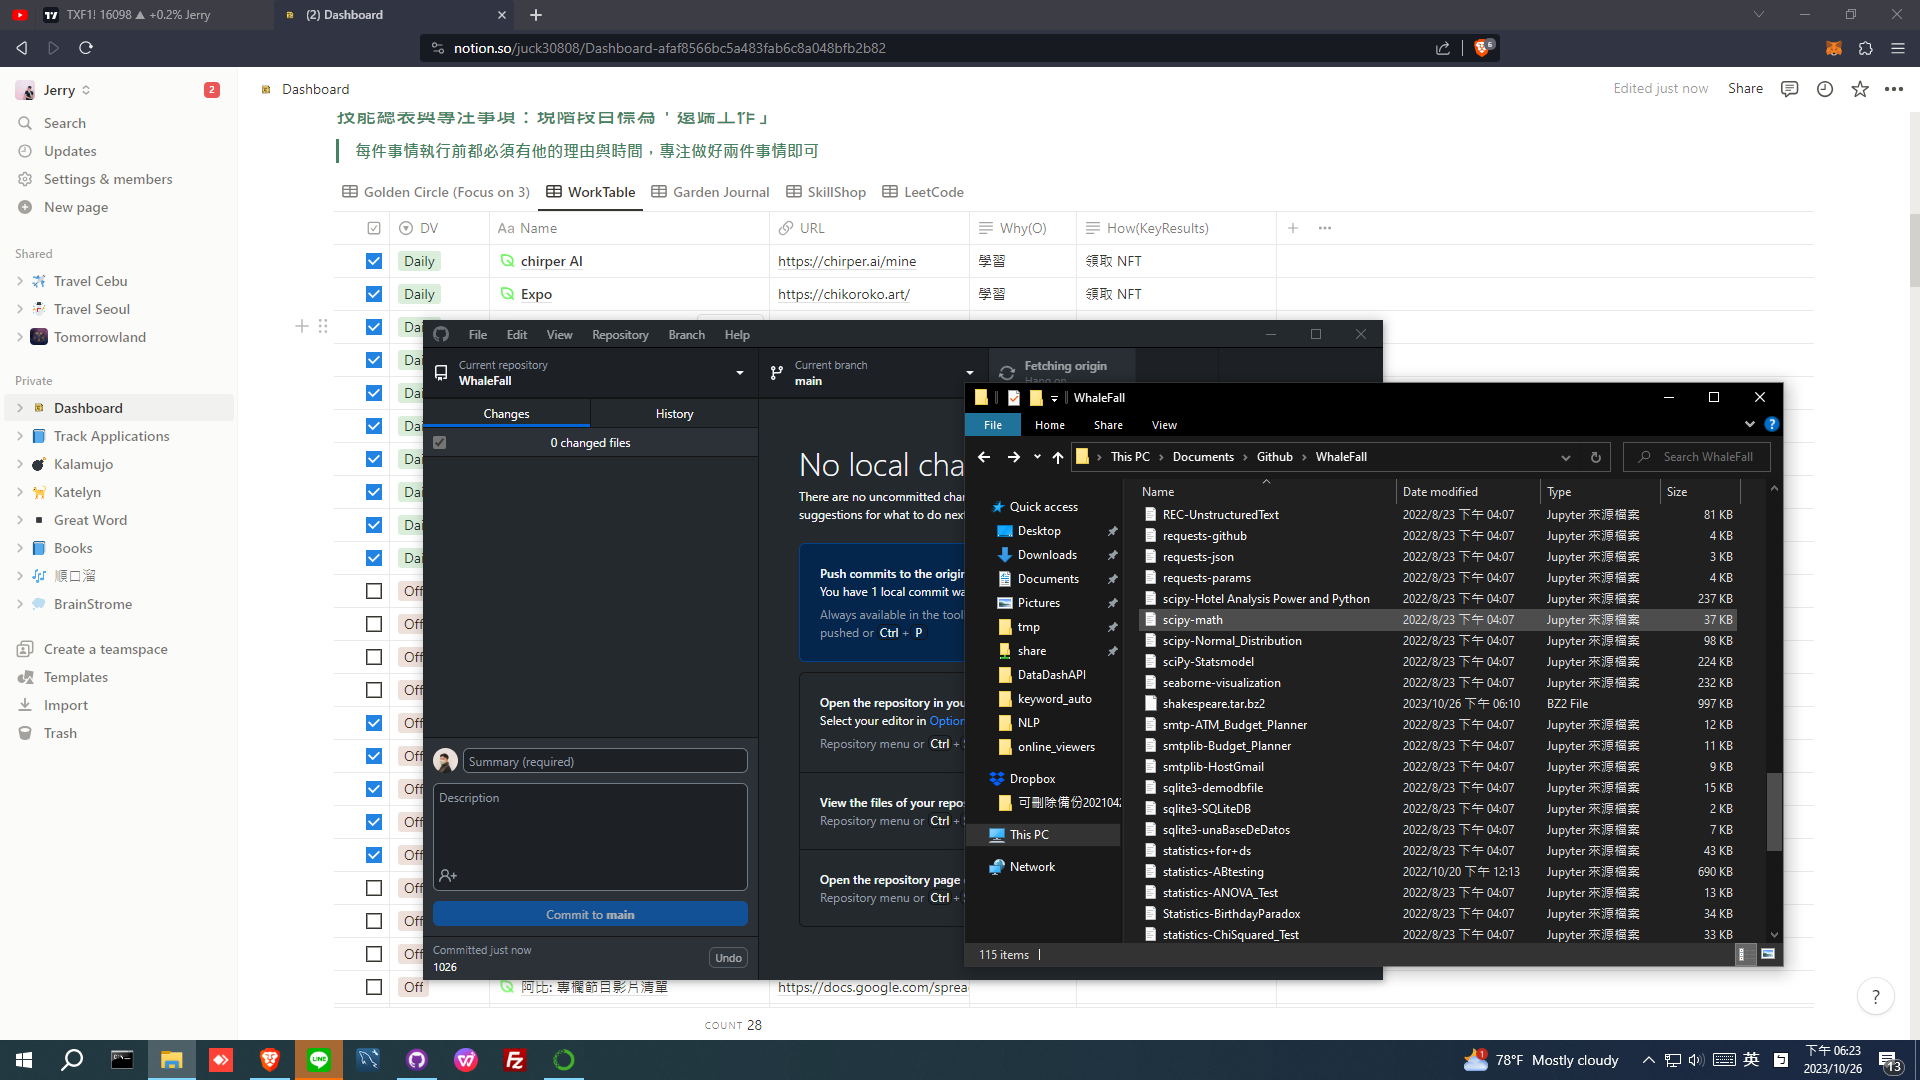 TXF1! 16098 ▲ +0.2% Jerry
(2) Dashboard
notion.so/juck30808/Dashboard-afaf8566bc5a483fab6c8a048bfb2b82
6
Jerry
2
Search
Updates
Settings & members
New page
Shared
Travel Cebu
Travel Seoul
Tomorrowland
Private
Dashboard
Track Applications
Kalamujo
Katelyn
Great Word
Books
順口溜
BrainStrome
Create a teamspace
Templates
Import
Trash
Dashboard
Edited just now
Share
技能總表與專注事項：現階段目標為「遠端工作」
每件事情執行前都必須有他的理由與時間，專注做好兩件事情即可
Golden Circle (Focus on 3)
WorkTable
Garden Journal
SkillShop
LeetCode
DV
Aa Name
URL
Why(O)
How(KeyResults)
Daily chirper AI https://chirper.ai/mine 學習 領取 NFT
Daily Expo https://chikoroko.art/ 學習 領取 NFT
Dai
Dai
Dai
Dai
Dai
Dai
Dai
Dai
Off
Off
Off
Off
Off
Off
Off
Off
Off
Off
Off
Off
Off 阿比: 專欄節目影片清單 https://docs.google.com/sprea
COUNT 28
File Edit View Repository Branch Help
Current repository
WhaleFall
Current branch
main
Fetching origin
Hang on
Changes
History
0 changed files
No local cha
There are no uncommitted chan
suggestions for what to do next
Push commits to the origin
You have 1 local commit wa
Always available in the tool
pushed or Ctrl + P
Open the repository in you
Select your editor in Option
Repository menu or Ctrl +
View the files of your repos
Repository menu or Ctrl +
Open the repository page
Repository menu or Ctrl +
Summary (required)
Description
Commit to main
Committed just now
1026
Undo
WhaleFall
File Home Share View
This PC Documents Github WhaleFall
Search WhaleFall
Quick access
Desktop
Downloads
Documents
Pictures
tmp
share
DataDashAPI
keyword_auto
NLP
online_viewers
Dropbox
可刪除備份2021042
This PC
Network
Name Date modified Type Size
REC-UnstructuredText 2022/8/23 下午 04:07 Jupyter 來源檔案 81 KB
requests-github 2022/8/23 下午 04:07 Jupyter 來源檔案 4 KB
requests-json 2022/8/23 下午 04:07 Jupyter 來源檔案 3 KB
requests-params 2022/8/23 下午 04:07 Jupyter 來源檔案 4 KB
scipy-Hotel Analysis Power and Python 2022/8/23 下午 04:07 Jupyter 來源檔案 237 KB
scipy-math 2022/8/23 下午 04:07 Jupyter 來源檔案 37 KB
scipy-Normal_Distribution 2022/8/23 下午 04:07 Jupyter 來源檔案 98 KB
sciPy-Statsmodel 2022/8/23 下午 04:07 Jupyter 來源檔案 224 KB
seaborne-visualization 2022/8/23 下午 04:07 Jupyter 來源檔案 232 KB
shakespeare.tar.bz2 2023/10/26 下午 06:10 BZ2 File 997 KB
smtp-ATM_Budget_Planner 2022/8/23 下午 04:07 Jupyter 來源檔案 12 KB
smtplib-Budget_Planner 2022/8/23 下午 04:07 Jupyter 來源檔案 11 KB
smtplib-HostGmail 2022/8/23 下午 04:07 Jupyter 來源檔案 9 KB
sqlite3-demodbfile 2022/8/23 下午 04:07 Jupyter 來源檔案 15 KB
sqlite3-SQLiteDB 2022/8/23 下午 04:07 Jupyter 來源檔案 2 KB
sqlite3-unaBaseDeDatos 2022/8/23 下午 04:07 Jupyter 來源檔案 7 KB
statistics+for+ds 2022/8/23 下午 04:07 Jupyter 來源檔案 43 KB
statistics-ABtesting 2022/10/20 下午 12:13 Jupyter 來源檔案 690 KB
statistics-ANOVA_Test 2022/8/23 下午 04:07 Jupyter 來源檔案 13 KB
Statistics-BirthdayParadox 2022/8/23 下午 04:07 Jupyter 來源檔案 34 KB
statistics-ChiSquared_Test 2022/8/23 下午 04:07 Jupyter 來源檔案 33 KB
115 items
?
LINE
1
78°F Mostly cloudy
英
下午 06:23
2023/10/26
13